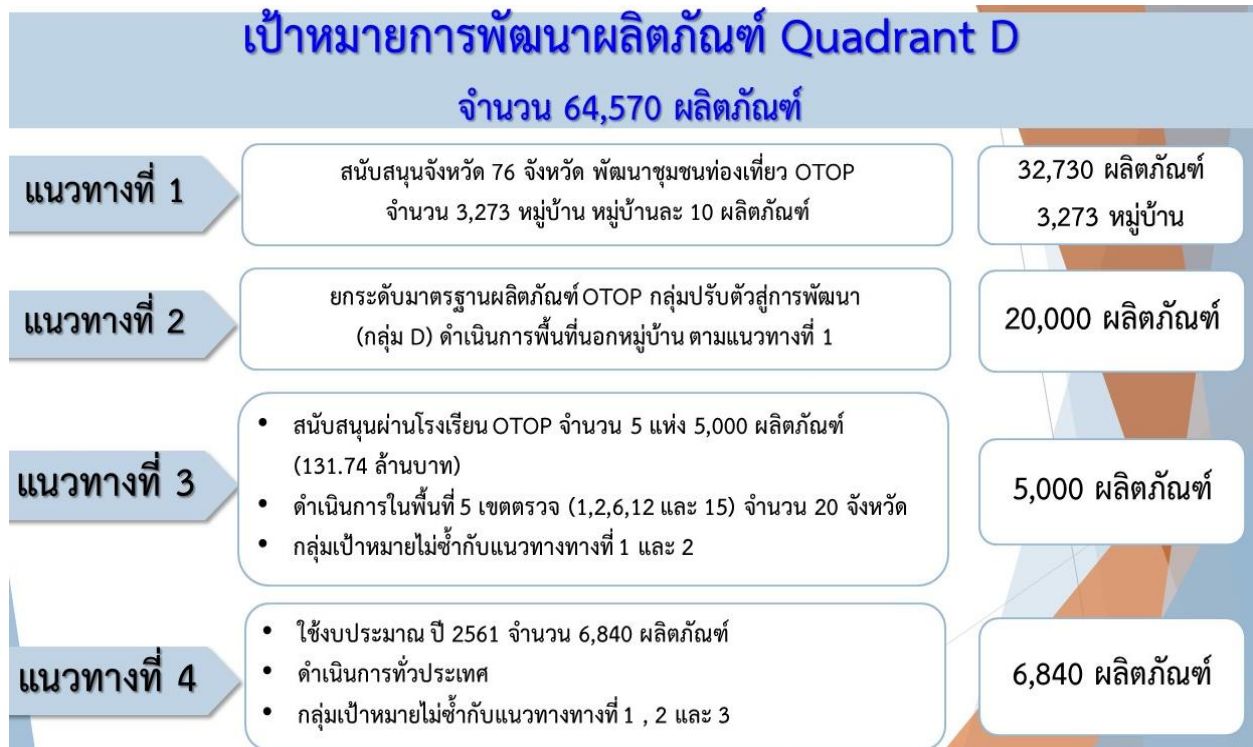 เป้าหมายการพัฒนาผลิตภัณฑ์ Quadrant D
จำนวน 64,570 ผลิตภัณฑ์
แนวทางที่ 1
สนับสนุนจังหวัด 76 จังหวัด พัฒนาชุมชนท่องเที่ยว OTOP
จำนวน 3,273 หมู่บ้าน หมู่บ้านละ 10 ผลิตภัณฑ์
32,730 ผลิตภัณฑ์
3,273 หมู่บ้าน
แนวทางที่ 2
ยกระดับมาตรฐานผลิตภัณฑ์ OTOP กลุ่มปรับตัวสู่การพัฒนา
(กลุ่ม D) ดำเนินการพื้นที่นอกหมู่บ้าน ตามแนวทางที่ 1
20,000 ผลิตภัณฑ์
แนวทางที่ 3
• สนับสนุนผ่านโรงเรียน OTOP จำนวน 5 แห่ง 5,000 ผลิตภัณฑ์
(131.74 ล้านบาท)
• ดำเนินการในพื้นที่ 5 เขตตรวจ (1,2,6,12 และ 15) จำนวน 20 จังหวัด
• กลุ่มเป้าหมายไม่ซ้ำกับแนวทางทางที่ 1 และ 2
5,000 ผลิตภัณฑ์
แนวทางที่ 4
• ใช้งบประมาณ ปี 2561 จำนวน 6,840 ผลิตภัณฑ์
• ดำเนินการทั่วประเทศ
• กลุ่มเป้าหมายไม่ซ้ำกับแนวทางทางที่ 1 , 2 และ 3
6,840 ผลิตภัณฑ์